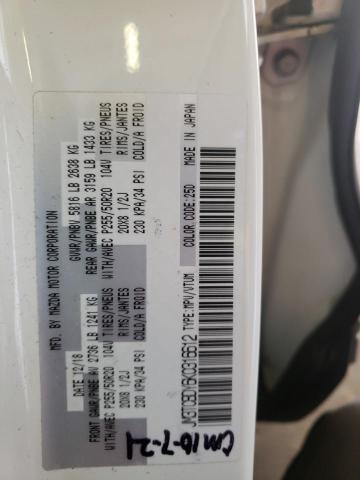 MFD. BY MAZDA MOTOR CORPORATION
DATE: 12/18
GVWR/PNBV 5816 LB 2638 KG
FRONT GAWR/PNBE AV 2736 LB 1241 KG
REAR GAWR/PNBE AR 3159 LB 1433 KG
WITH/AVEC P255/50R20 104V TIRES/PNEUS
WITH/AVEC P255/50R20 104V TIRES/PNEUS
20X8 1/2J RIMS/JANTES
20X8 1/2J RIMS/JANTES
230 KPA/34 PSI COLD/A FROID
230 KPA/34 PSI COLD/A FROID
TYPE:MPV/VTUM
COLOR CODE:25D
MADE IN JAPAN
CM 10-7-21